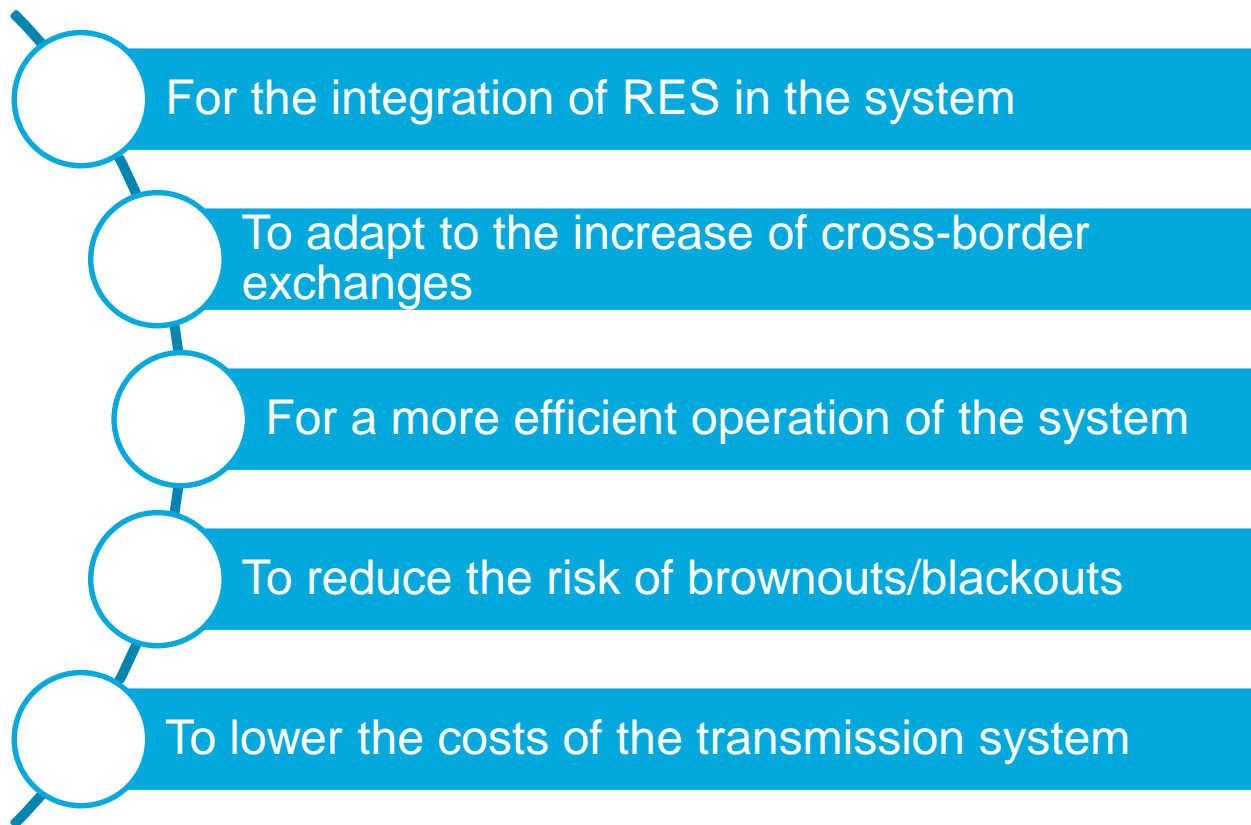 For the integration of RES in the system
To adapt to the increase of cross-border
exchanges
For a more efficient operation of the system
To reduce the risk of brownouts/blackouts
To lower the costs of the transmission system